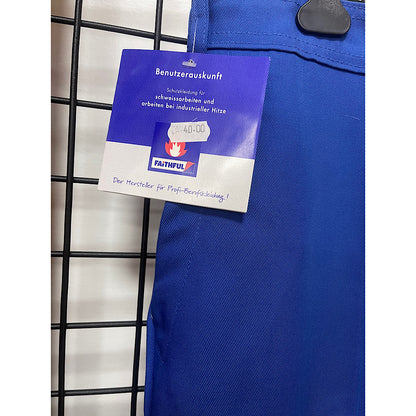 Benutzerauskunft
Schutzkleidung für
schweissarbeiten und
arbeiten bei industrieller Hitze
40.00
FAITHFUL
Der Hersteller für Profi-Berufskleidung!